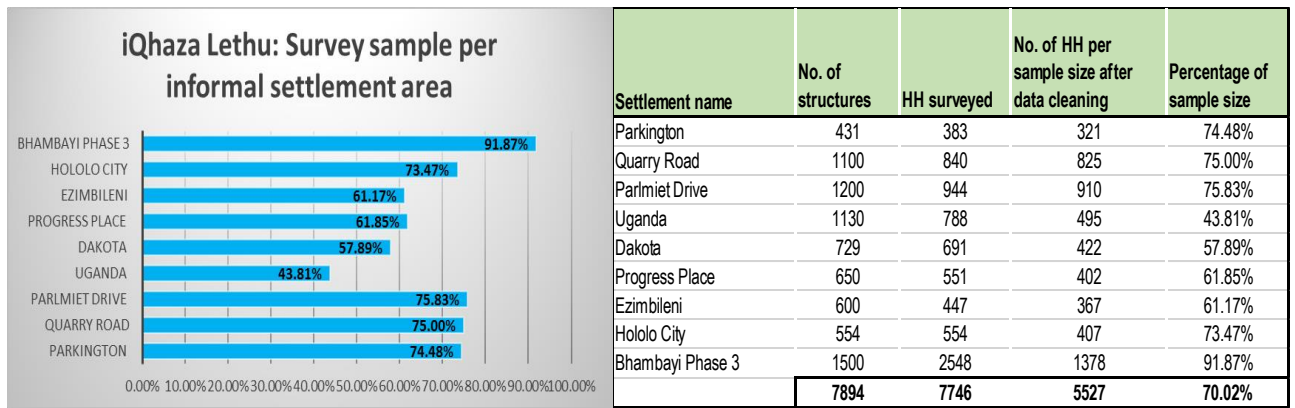 iQhaza Lethu: Survey sample per
informal settlement area
BHAMBAYI PHASE 3 91.87%
HOLOLO CITY 73.47%
EZIMBILENI 61.17%
PROGRESS PLACE 61.85%
DAKOTA 57.89%
UGANDA 43.81%
PARLMIET DRIVE 75.83%
QUARRY ROAD 75.00%
PARKINGTON 74.48%
0.00% 10.00% 20.00% 30.00% 40.00% 50.00% 60.00% 70.00% 80.00% 90.00% 100.00%
Settlement name No. of structures HH surveyed No. of HH per sample size after data cleaning Percentage of sample size
Parkington 431 383 321 74.48%
Quarry Road 1100 840 825 75.00%
Parlmiet Drive 1200 944 910 75.83%
Uganda 1130 788 495 43.81%
Dakota 729 691 422 57.89%
Progress Place 650 551 402 61.85%
Ezimbileni 600 447 367 61.17%
Hololo City 554 554 407 73.47%
Bhambayi Phase 3 1500 2548 1378 91.87%
7894 7746 5527 70.02%